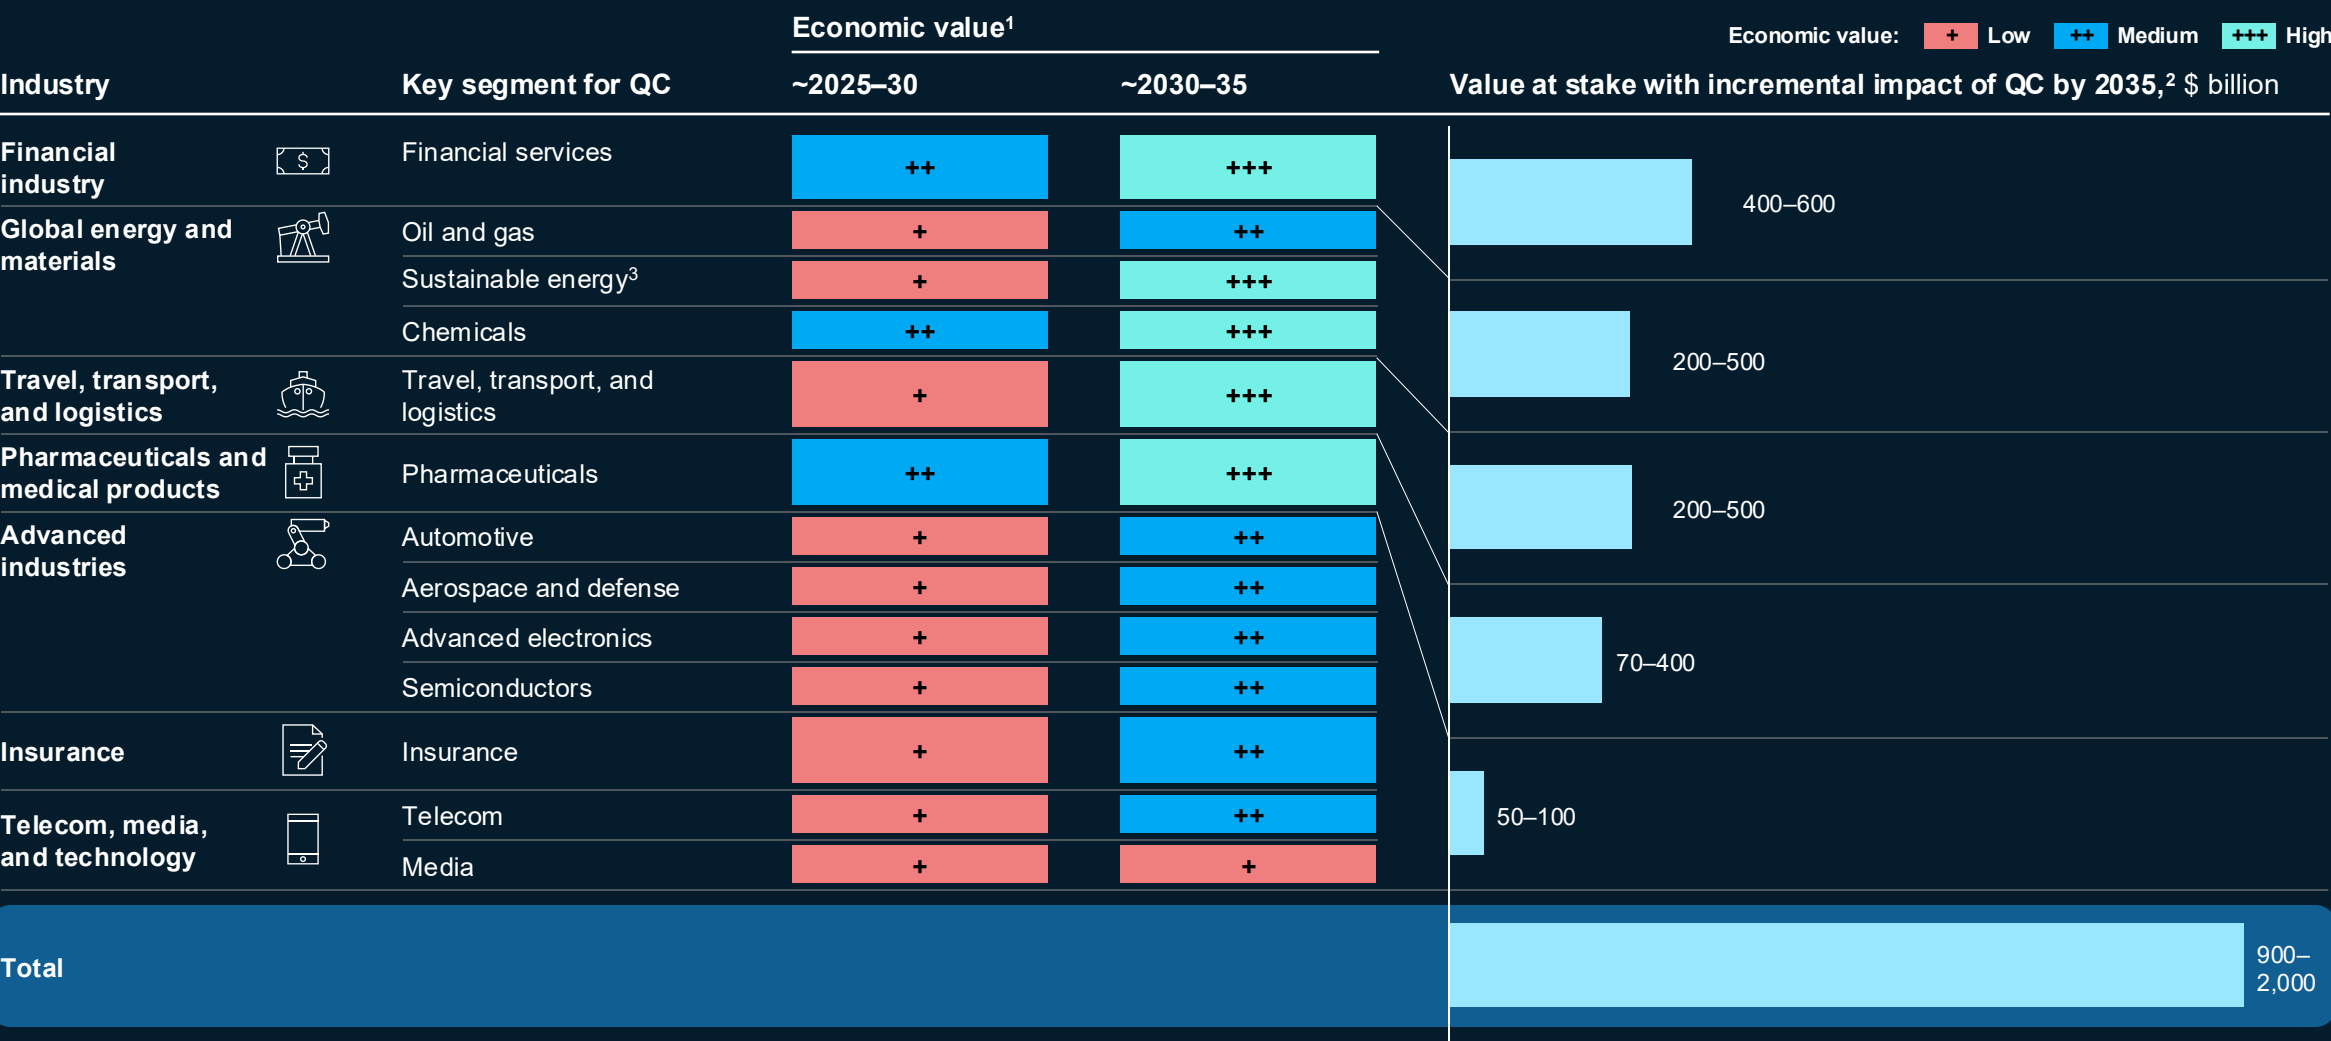 Economic value¹
Economic value: + Low ++ Medium +++ High
Industry Key segment for QC ~2025–30 ~2030–35 Value at stake with incremental impact of QC by 2035,² $ billion
Financial
industry
$
Financial services ++ +++ 400–600
Global energy and
materials
Oil and gas + ++
Sustainable energy³ + +++
Chemicals ++ +++
200–500
Travel, transport,
and logistics
Travel, transport, and
logistics
+ +++
200–500
Pharmaceuticals and
medical products
Pharmaceuticals ++ +++
70–400
Advanced
industries
Automotive + ++
Aerospace and defense + ++
Advanced electronics + ++
Semiconductors + ++
Insurance Insurance + ++
Telecom, media,
and technology
Telecom + ++
Media + +
50–100
Total
900–
2,000